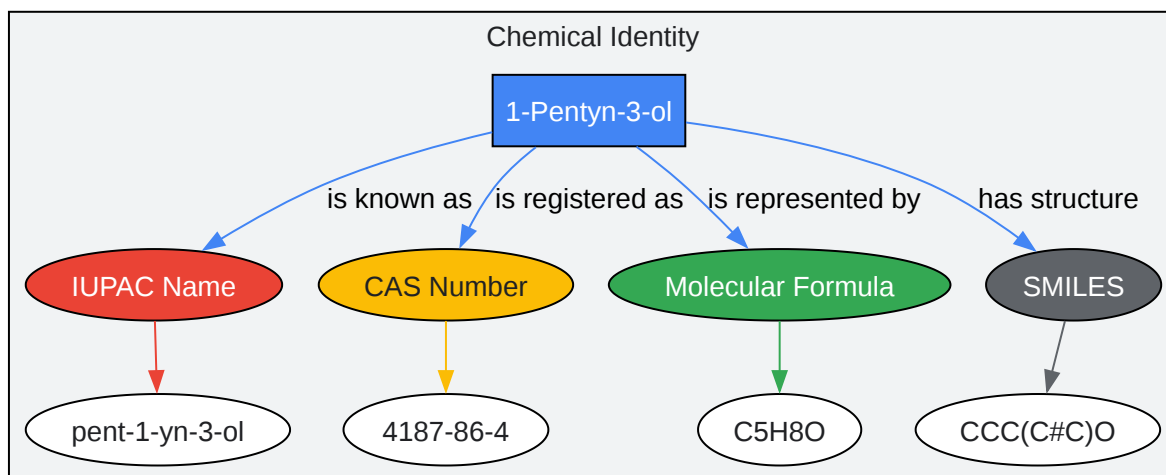 Chemical Identity
1-Pentyn-3-ol
is known as
is registered as
is represented by
has structure
IUPAC Name
CAS Number
Molecular Formula
SMILES
pent-1-yn-3-ol
4187-86-4
C5H8O
CCC(C#C)O